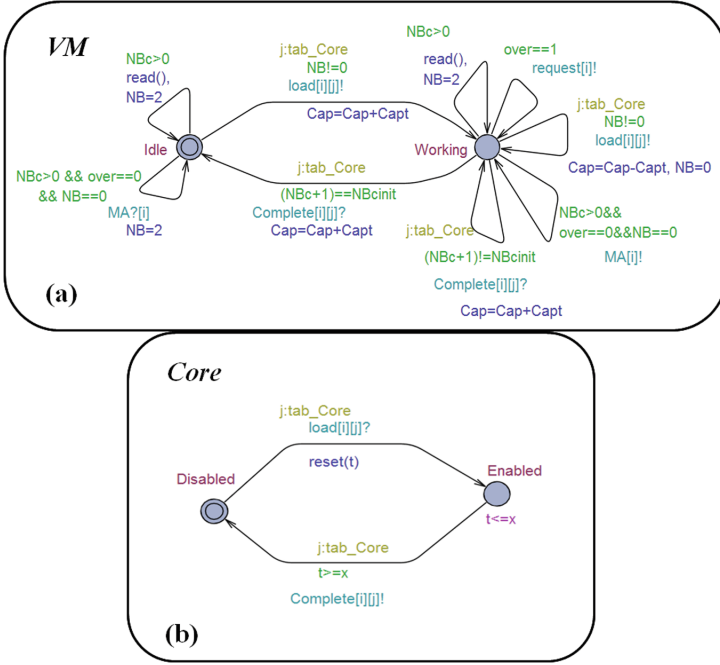 VM
NBc>0
read(),
NB=2
j:tab_Core
NB!=0
load[i][j]!
Cap=Cap+Capt
NBc>0
read(),
NB=2
over==1
request[i]!
j:tab_Core
NB!=0
load[i][j]!
Cap=Cap-Capt, NB=0
Idle
Working
NBc>0 && over==0
&& NB==0
MA?[i]
NB=2
j:tab_Core
(NBc+1)==NBcinit
Complete[i][j]?
Cap=Cap+Capt
j:tab_Core
(NBc+1)!=NBcinit
Complete[i][j]?
Cap=Cap+Capt
NBc>0&&
over==0&&NB==0
MA[i]!
(a)
Core
j:tab_Core
load[i][j]?
reset(t)
Disabled
Enabled
t<=x
j:tab_Core
t>=x
Complete[i][j]!
(b)